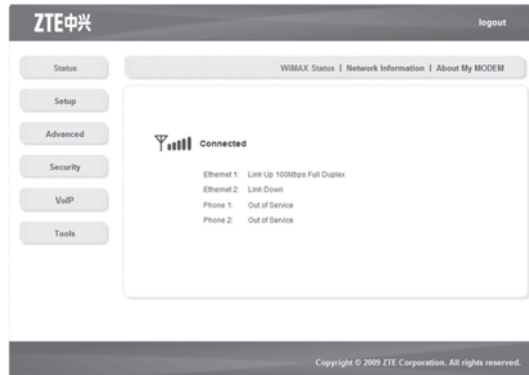 ZTE中兴
logout
Status
WiMAX Status | Network Information | About My MODEM
Setup
Advanced
Security
VoIP
Tools
Connected
Ethernet 1: Link Up 100Mbps Full Duplex
Ethernet 2: Link Down
Phone 1: Out of Service
Phone 2: Out of Service
Copyright © 2009 ZTE Corporation. All rights reserved.